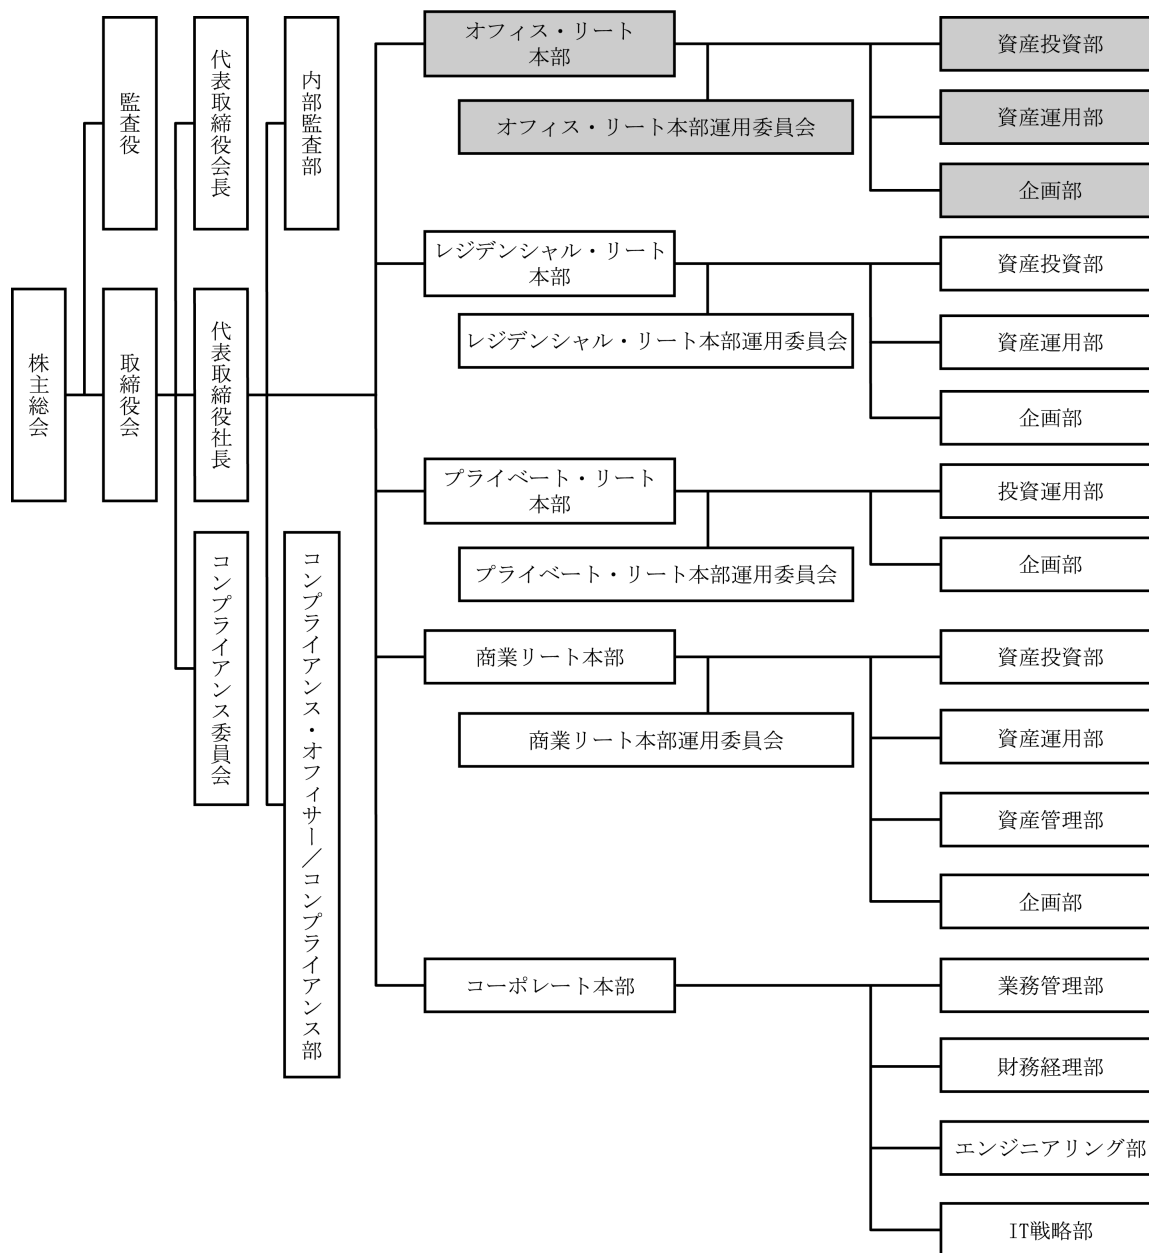 株主総会
監査役
取締役会
代表取締役会長
代表取締役社長
コンプライアンス委員会
内部監査部
コンプライアンス・オフィサー／コンプライアンス部
オフィス・リート
本部
オフィス・リート本部運用委員会
資産投資部
資産運用部
企画部
レジデンシャル・リート
本部
レジデンシャル・リート本部運用委員会
資産投資部
資産運用部
企画部
プライベート・リート
本部
プライベート・リート本部運用委員会
投資運用部
企画部
商業リート本部
商業リート本部運用委員会
資産投資部
資産運用部
資産管理部
企画部
コーポレート本部
業務管理部
財務経理部
エンジニアリング部
IT戦略部